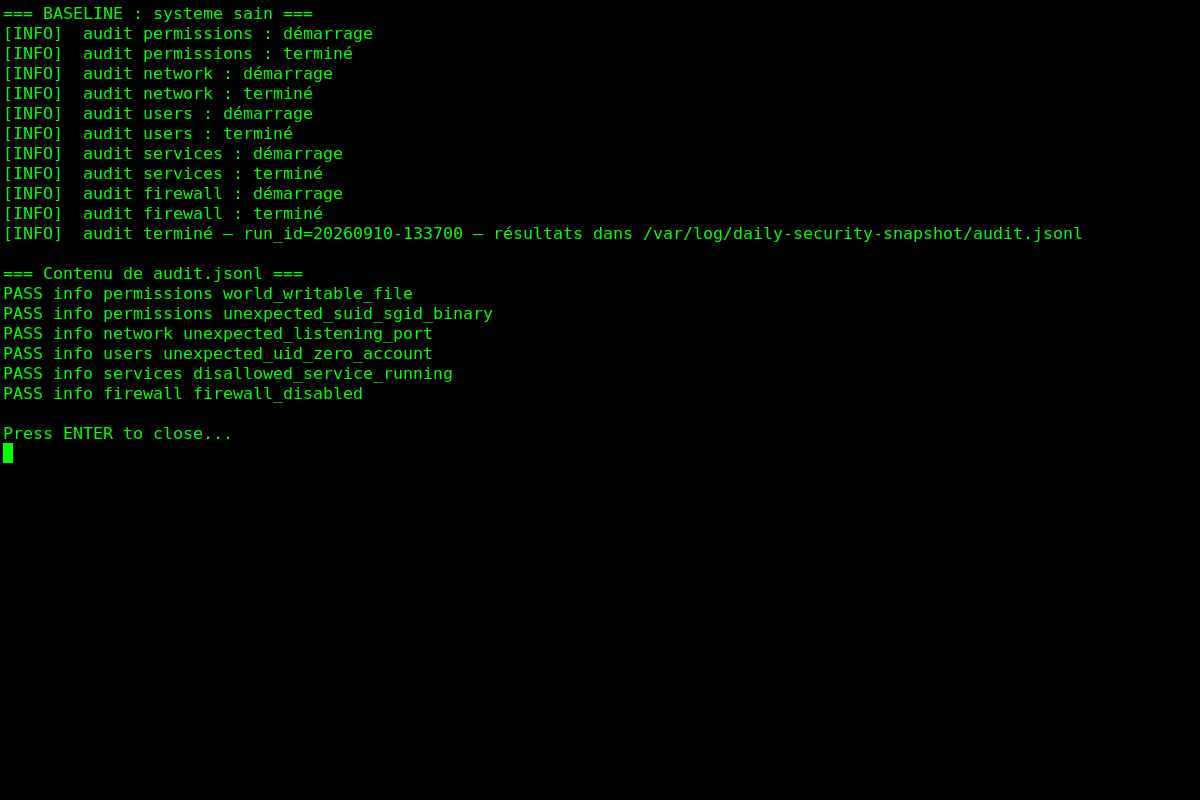 === BASELINE : systeme sain ===
[INFO]  audit permissions : démarrage
[INFO]  audit permissions : terminé
[INFO]  audit network : démarrage
[INFO]  audit network : terminé
[INFO]  audit users : démarrage
[INFO]  audit users : terminé
[INFO]  audit services : démarrage
[INFO]  audit services : terminé
[INFO]  audit firewall : démarrage
[INFO]  audit firewall : terminé
[INFO]  audit terminé — run_id=20260910-133700 — résultats dans /var/log/daily-security-snapshot/audit.jsonl
=== Contenu de audit.jsonl ===
PASS info permissions world_writable_file
PASS info permissions unexpected_suid_sgid_binary
PASS info network unexpected_listening_port
PASS info users unexpected_uid_zero_account
PASS info services disallowed_service_running
PASS info firewall firewall_disabled
Press ENTER to close...